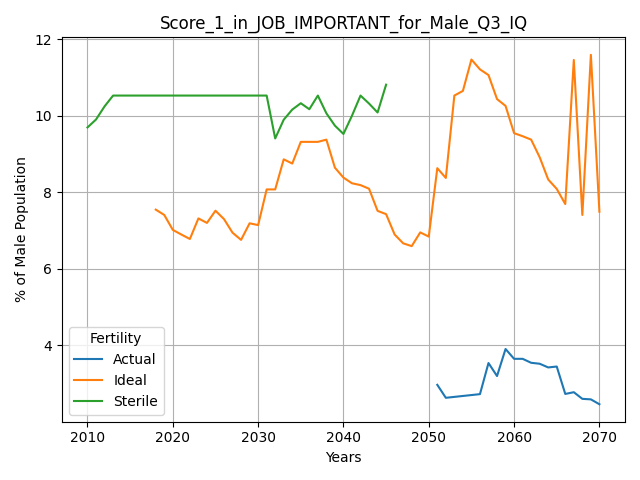 Score_1_in_JOB_IMPORTANT_for_Male_Q3_IQ
12
10
8
6
4
% of Male Population
Fertility
Actual
Ideal
Sterile
2010 2020 2030 2040 2050 2060 2070
Years